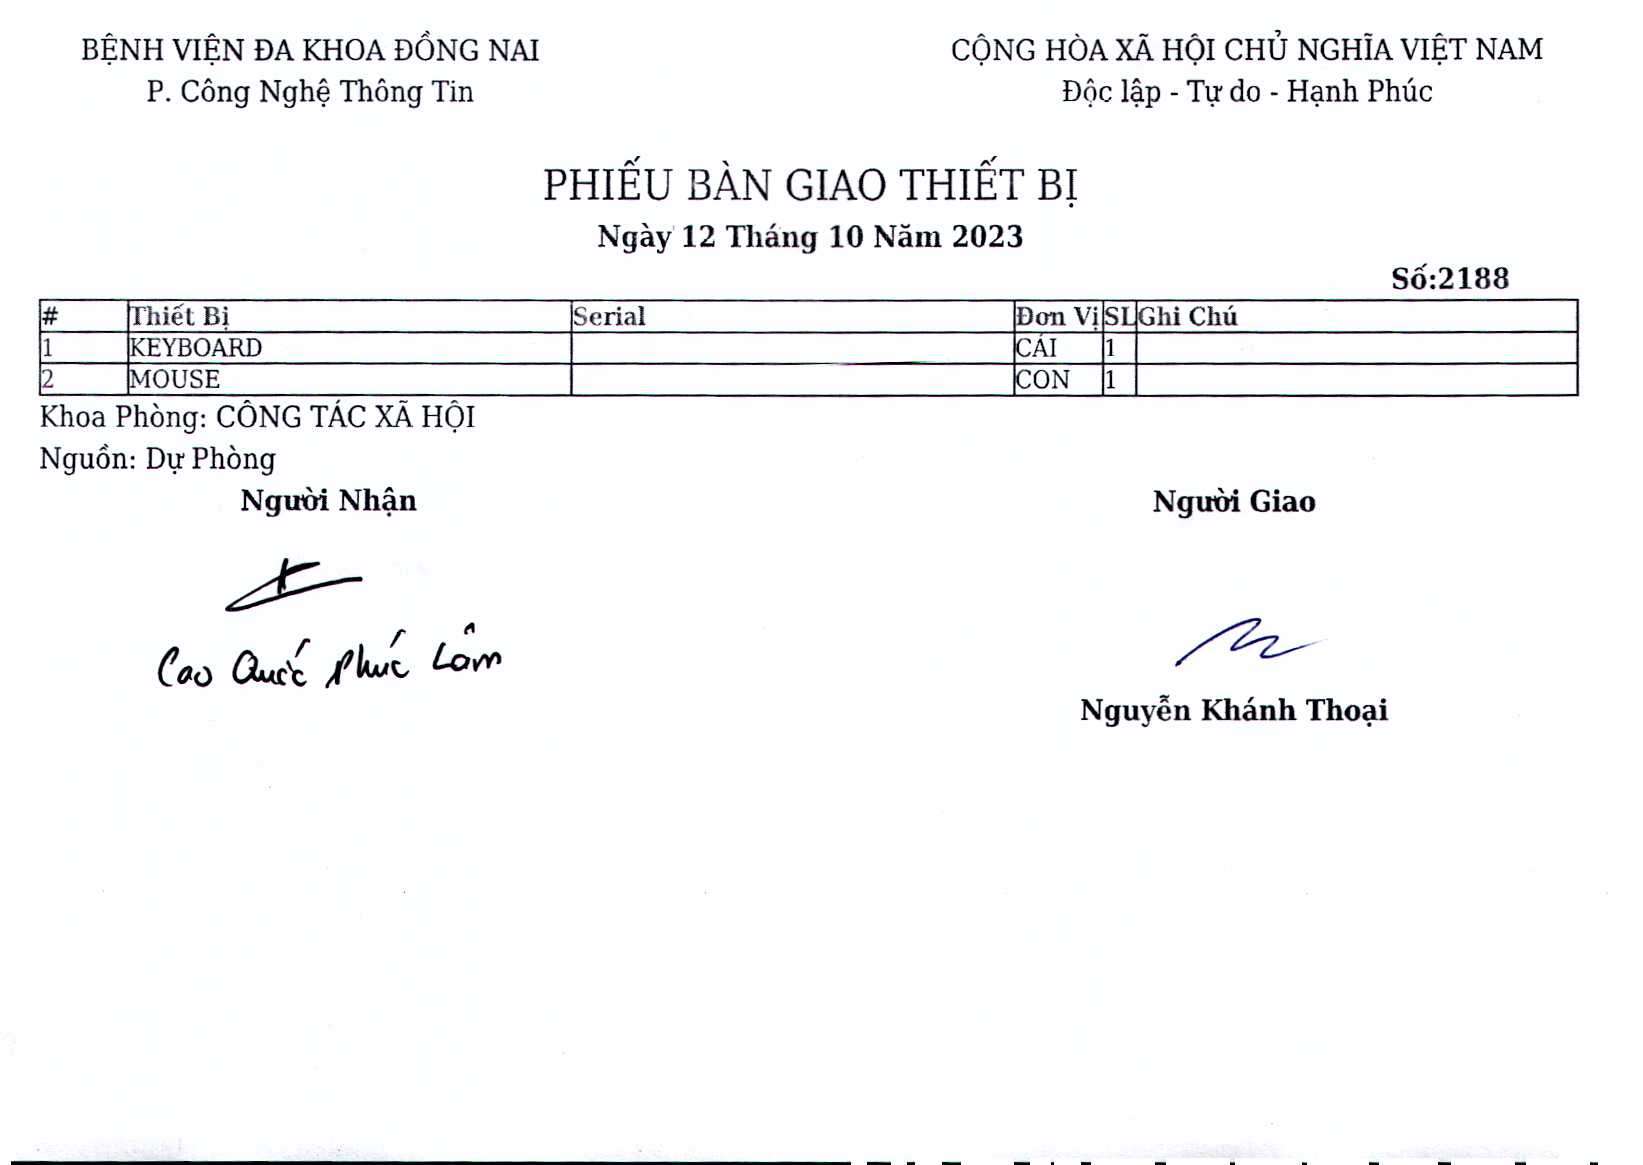 BỆNH VIỆN ĐA KHOA ĐỒNG NAI
P. Công Nghệ Thông Tin
CỘNG HÒA XÃ HỘI CHỦ NGHĨA VIỆT NAM
Độc lập - Tự do - Hạnh Phúc
PHIẾU BÀN GIAO THIẾT BỊ
Ngày 12 Tháng 10 Năm 2023
Số:2188
# Thiết Bị Serial Đơn Vị SL Ghi Chú
1 KEYBOARD CÁI 1
2 MOUSE CON 1
Khoa Phòng: CÔNG TÁC XÃ HỘI
Nguồn: Dự Phòng
Người Nhận Người Giao
Cao Quốc Phúc Lâm
Nguyễn Khánh Thoại